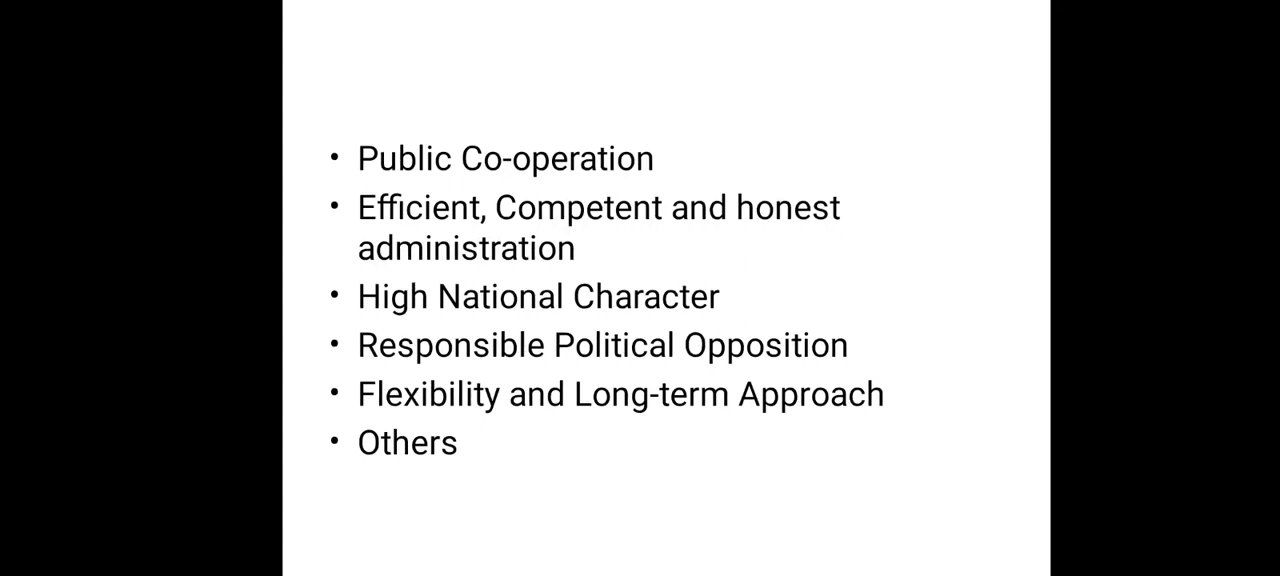 • Public Co-operation
• Efficient, Competent and honest
administration
• High National Character
• Responsible Political Opposition
• Flexibility and Long-term Approach
• Others